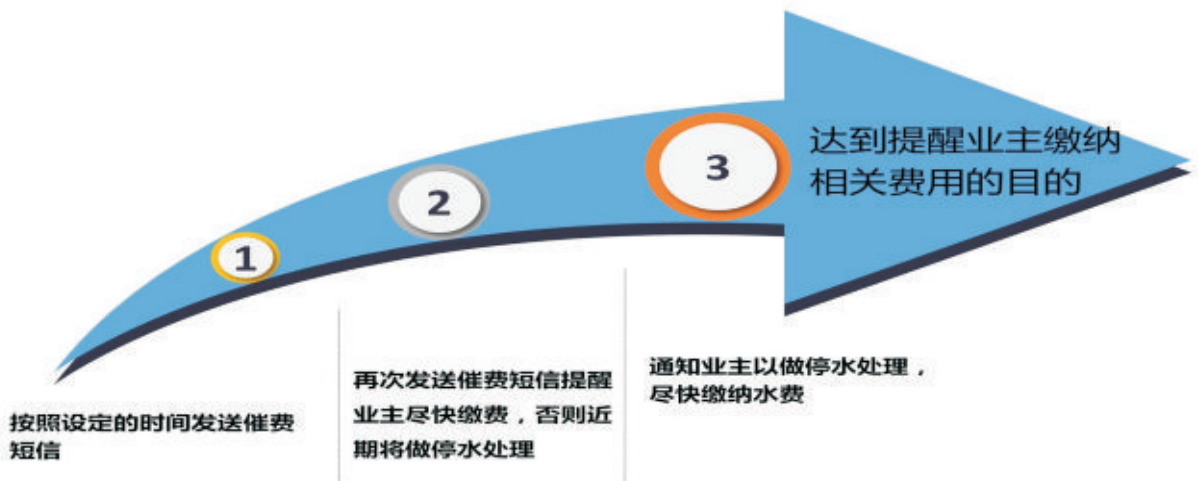 1
按照设定的时间发送催费
短信
2
再次发送催费短信提醒
业主尽快缴费，否则近
期将做停水处理
3
通知业主以做停水处理，
尽快缴纳水费
达到提醒业主缴纳
相关费用的目的